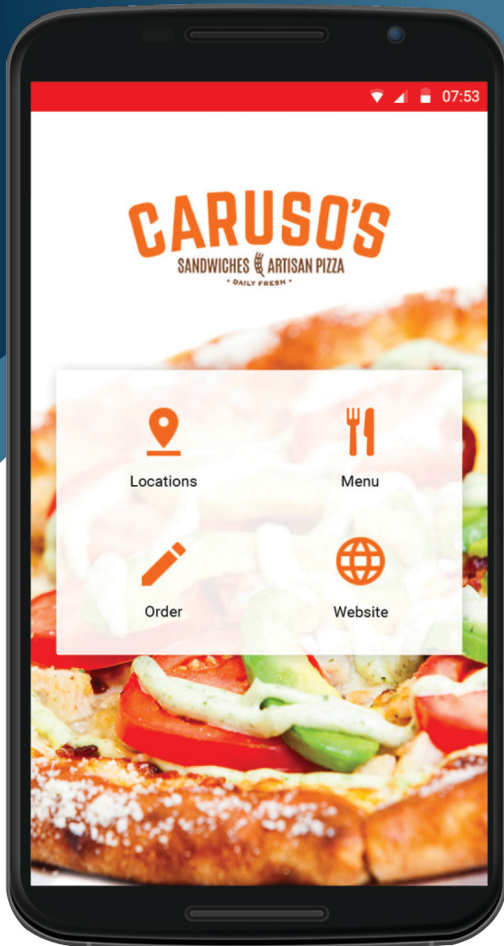 07:53
CARUSO'S
SANDWICHES ARTISAN PIZZA
• DAILY FRESH •
Locations
Menu
Order
Website